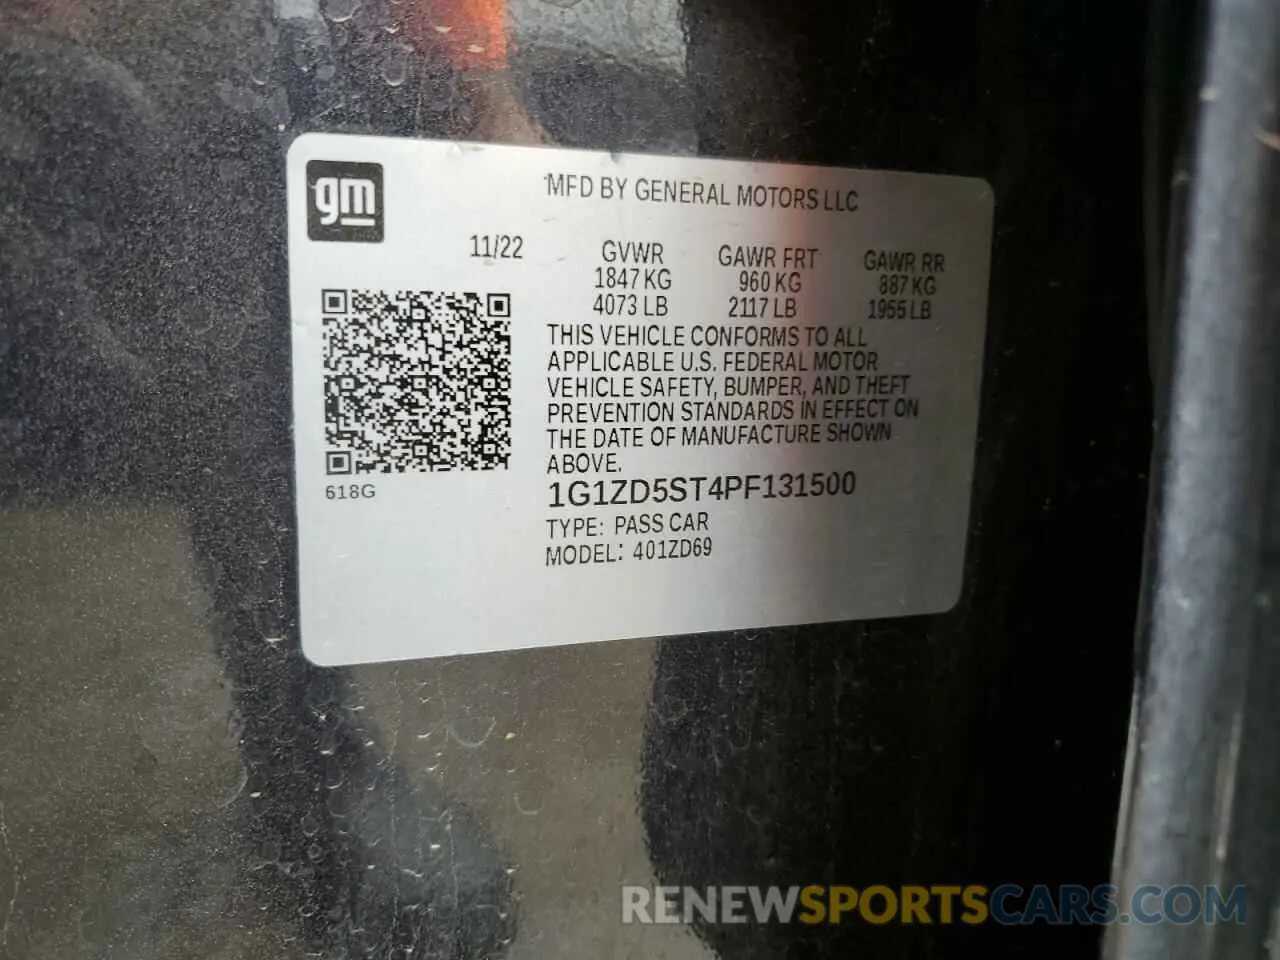 gm
MFD BY GENERAL MOTORS LLC
11/22
GVWR GAWR FRT GAWR RR
1847 KG 960 KG 887 KG
4073 LB 2117 LB 1955 LB
THIS VEHICLE CONFORMS TO ALL
APPLICABLE U.S. FEDERAL MOTOR
VEHICLE SAFETY, BUMPER, AND THEFT
PREVENTION STANDARDS IN EFFECT ON
THE DATE OF MANUFACTURE SHOWN
ABOVE.
618G
1G1ZD5ST4PF131500
TYPE: PASS CAR
MODEL: 401ZD69
RENEWSPORTSCARS.COM